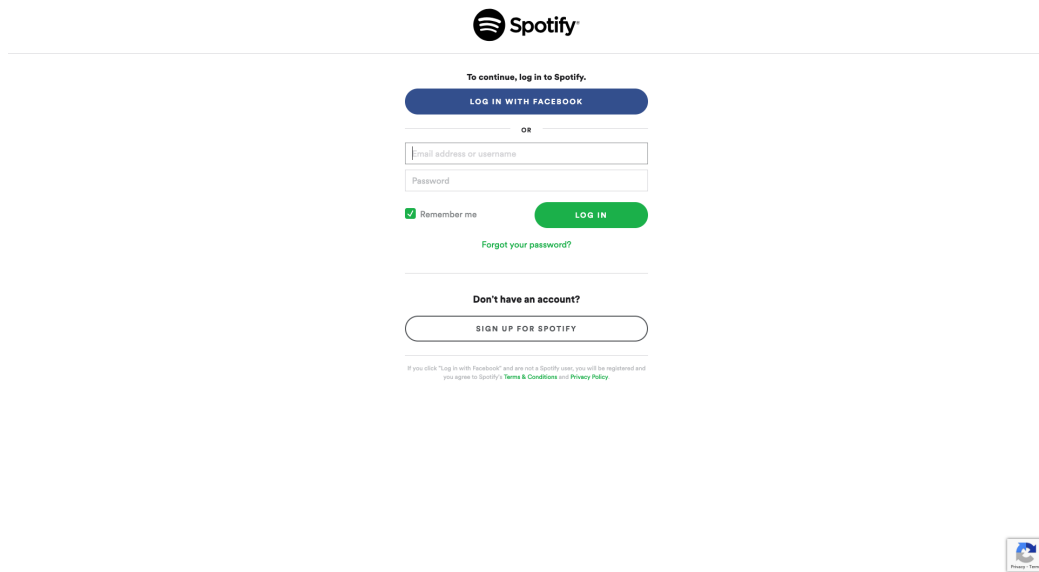 Spotify®
To continue, log in to Spotify.
LOG IN WITH FACEBOOK
OR
Email address or username
Password
Remember me
LOG IN
Forgot your password?
Don't have an account?
SIGN UP FOR SPOTIFY
If you click "Log in with Facebook" and are not a Spotify user, you will be registered and
you agree to Spotify's Terms & Conditions and Privacy Policy.
Privacy - Term